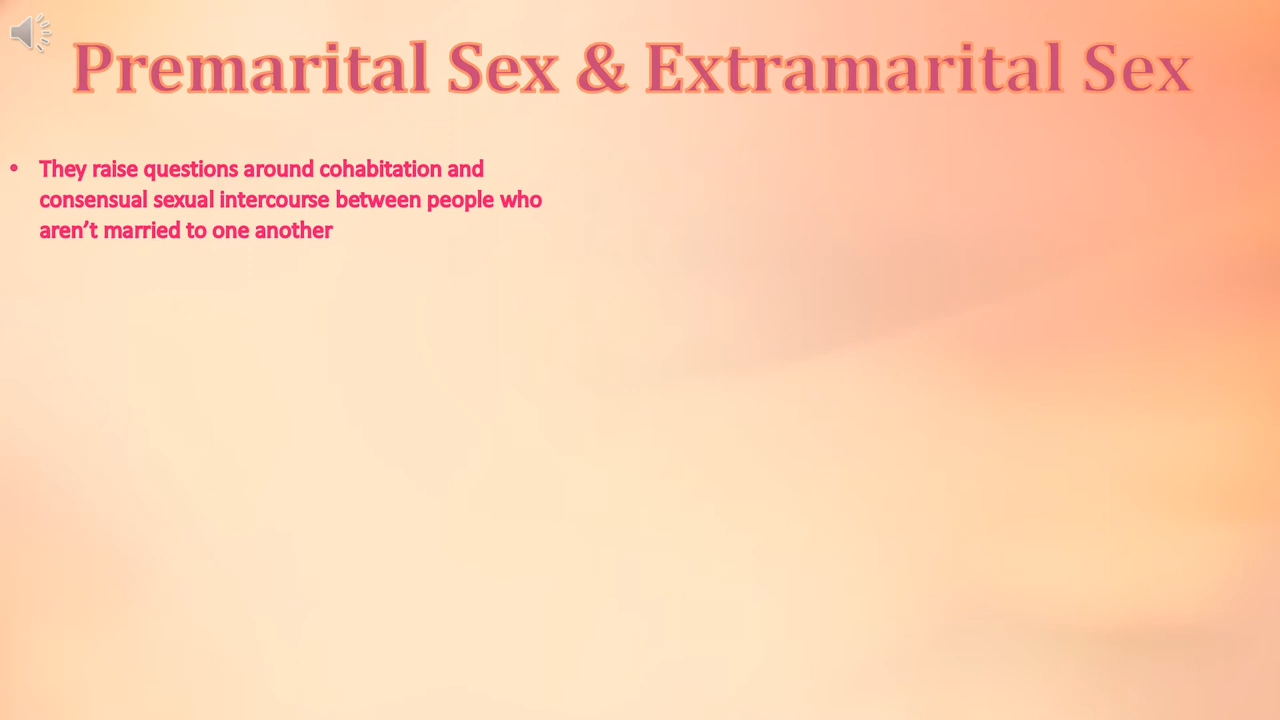 Premarital Sex & Extramarital Sex
• They raise questions around cohabitation and
consensual sexual intercourse between people who
aren’t married to one another